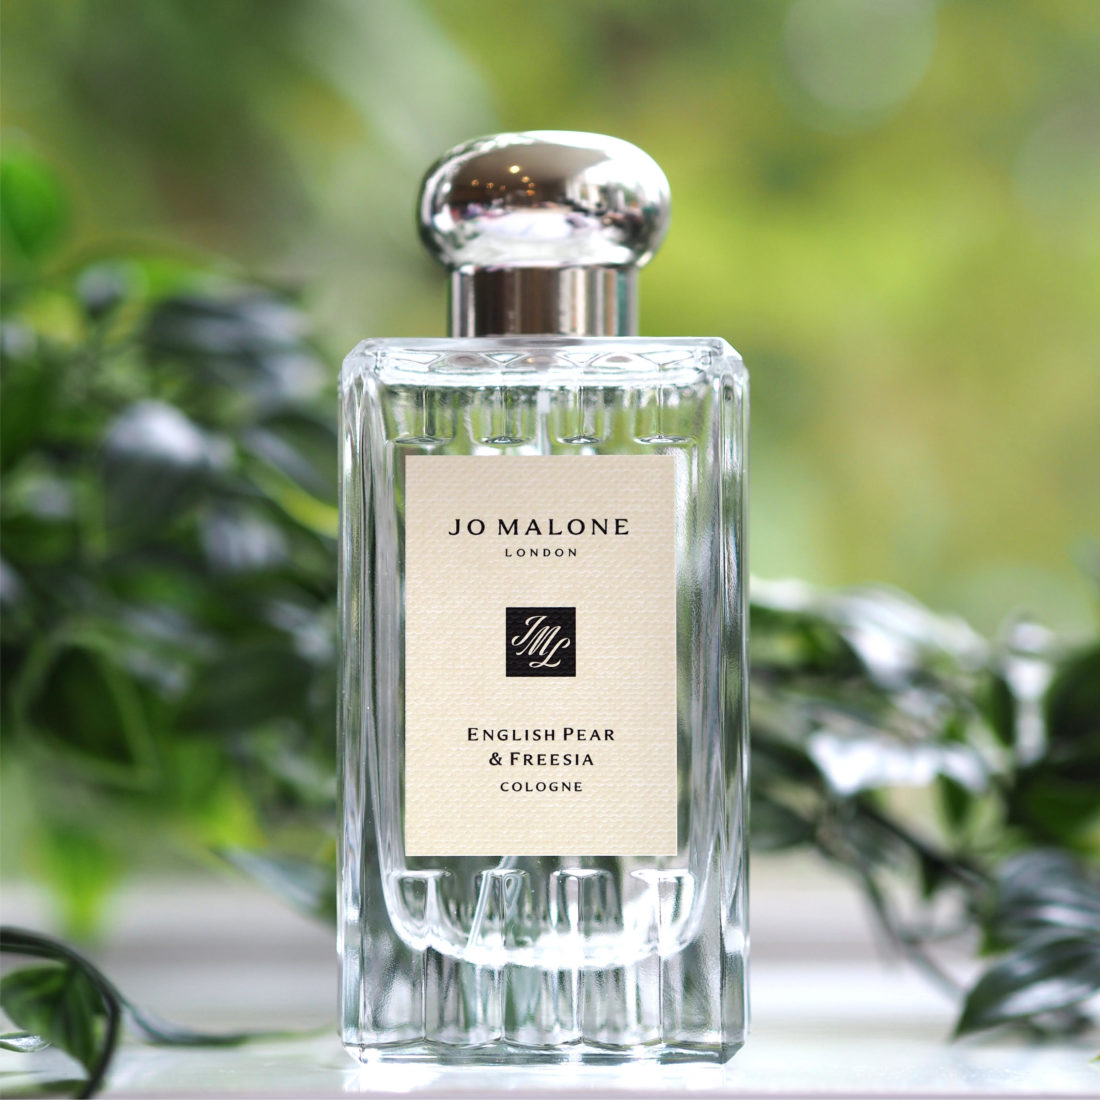 JO MALONE
LONDON
JML
ENGLISH PEAR
& FREESIA
COLOGNE